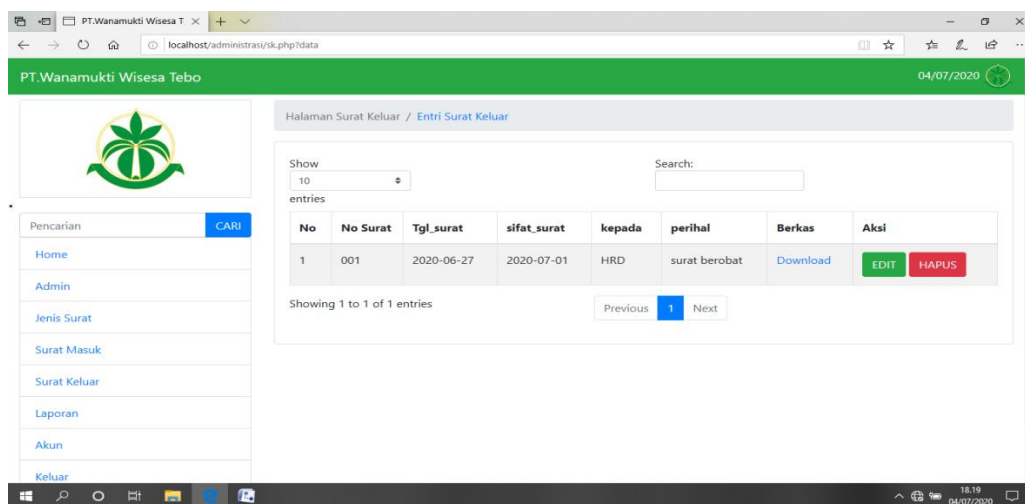 PT.Wanamukti Wisesa T
localhost/administrasi/sk.php?data
PT.Wanamukti Wisesa Tebo
04/07/2020
Halaman Surat Keluar / Entri Surat Keluar
Show
10
entries
Search:
Pencarian
CARI
Home
Admin
Jenis Surat
Surat Masuk
Surat Keluar
Laporan
Akun
Keluar
No No Surat Tgl_surat sifat_surat kepada perihal Berkas Aksi
1 001 2020-06-27 2020-07-01 HRD surat berobat Download EDIT HAPUS
Showing 1 to 1 of 1 entries
Previous 1 Next
18.19
04/07/2020